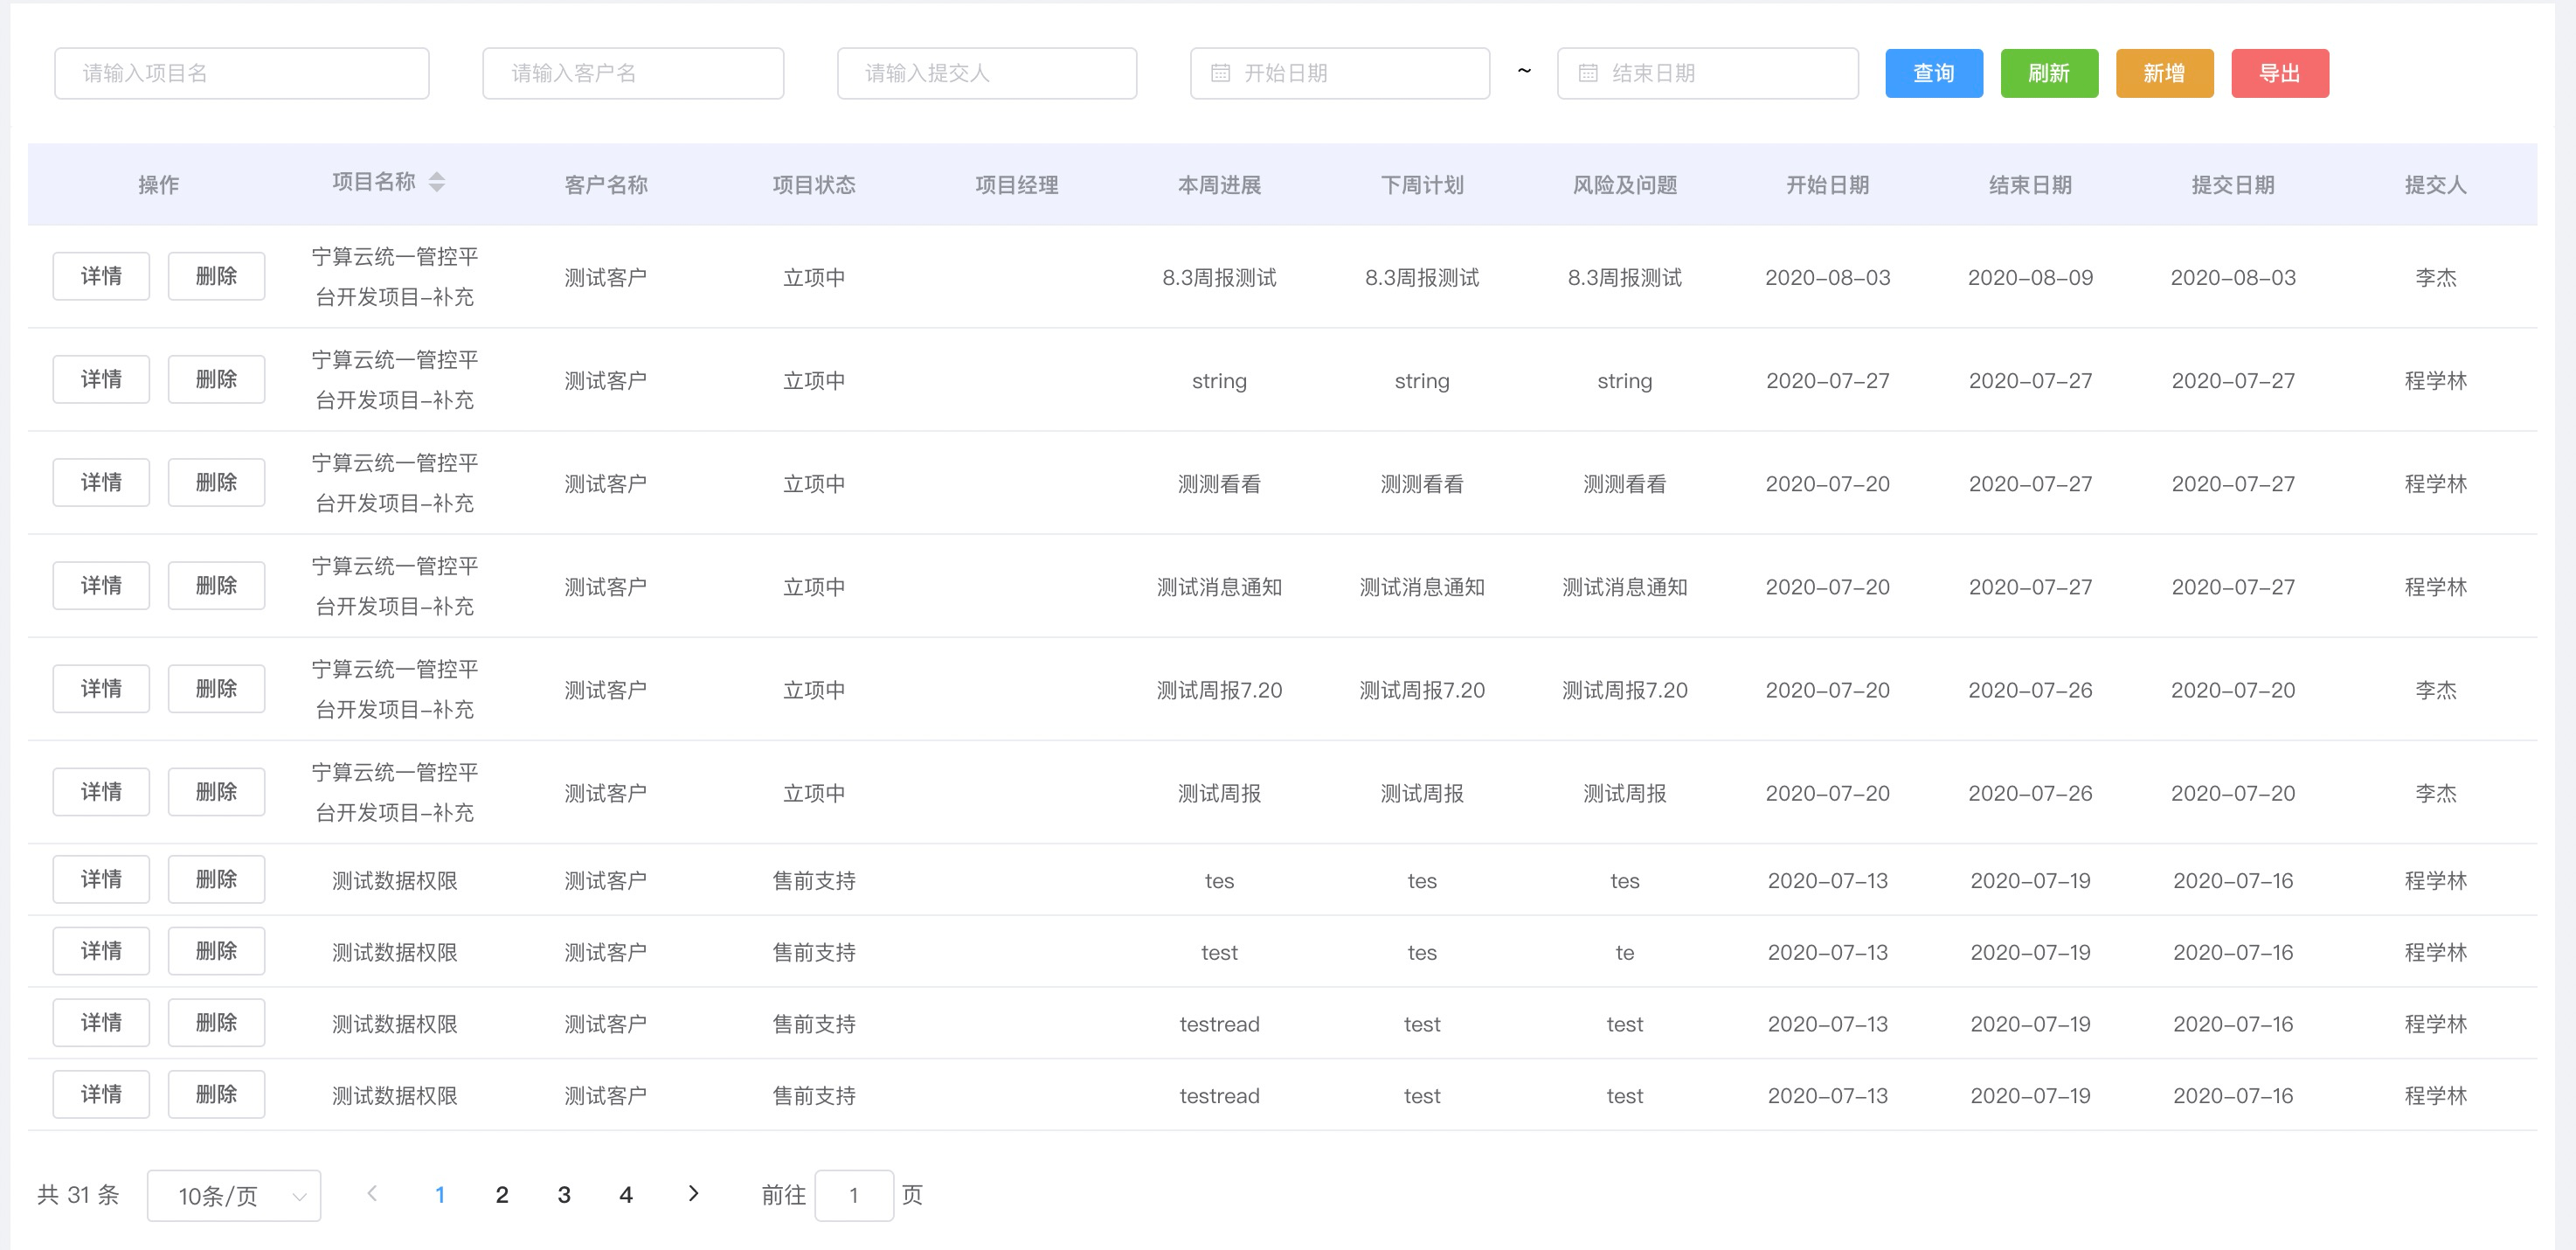 请输入项目名 请输入客户名 请输入提交人 开始日期 ~ 结束日期 查询 刷新 新增 导出
操作 项目名称 客户名称 项目状态 项目经理 本周进展 下周计划 风险及问题 开始日期 结束日期 提交日期 提交人
详情 删除 宁算云统一管控平台开发项目-补充 测试客户 立项中 8.3周报测试 8.3周报测试 8.3周报测试 2020-08-03 2020-08-09 2020-08-03 李杰
详情 删除 宁算云统一管控平台开发项目-补充 测试客户 立项中 string string string 2020-07-27 2020-07-27 2020-07-27 程学林
详情 删除 宁算云统一管控平台开发项目-补充 测试客户 立项中 测测看看 测测看看 测测看看 2020-07-20 2020-07-27 2020-07-27 程学林
详情 删除 宁算云统一管控平台开发项目-补充 测试客户 立项中 测试消息通知 测试消息通知 测试消息通知 2020-07-20 2020-07-27 2020-07-27 程学林
详情 删除 宁算云统一管控平台开发项目-补充 测试客户 立项中 测试周报7.20 测试周报7.20 测试周报7.20 2020-07-20 2020-07-26 2020-07-20 李杰
详情 删除 宁算云统一管控平台开发项目-补充 测试客户 立项中 测试周报 测试周报 测试周报 2020-07-20 2020-07-26 2020-07-20 李杰
详情 删除 测试数据权限 测试客户 售前支持 tes tes tes 2020-07-13 2020-07-19 2020-07-16 程学林
详情 删除 测试数据权限 测试客户 售前支持 test tes te 2020-07-13 2020-07-19 2020-07-16 程学林
详情 删除 测试数据权限 测试客户 售前支持 testread test test 2020-07-13 2020-07-19 2020-07-16 程学林
详情 删除 测试数据权限 测试客户 售前支持 testread test test 2020-07-13 2020-07-19 2020-07-16 程学林
共 31 条 10条/页 1 2 3 4 前往 1 页